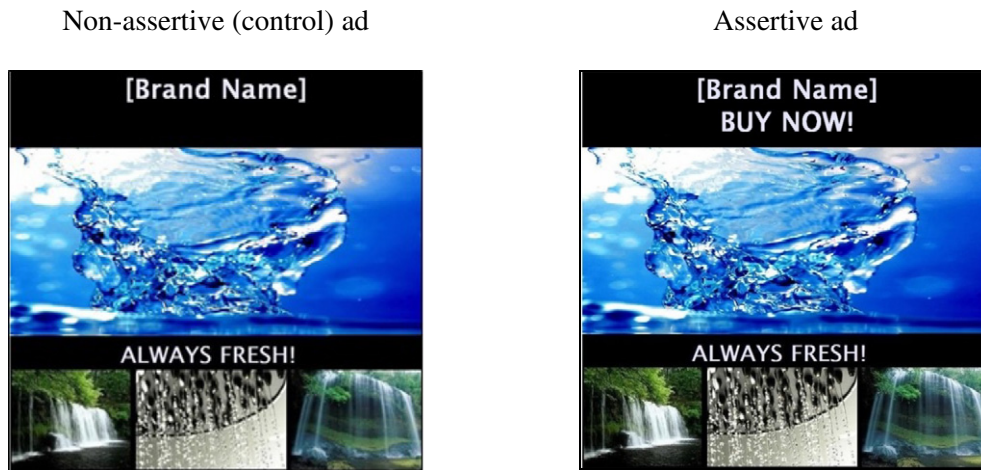 Non-assertive (control) ad
Assertive ad
[Brand Name]
ALWAYS FRESH!
[Brand Name]
BUY NOW!
ALWAYS FRESH!